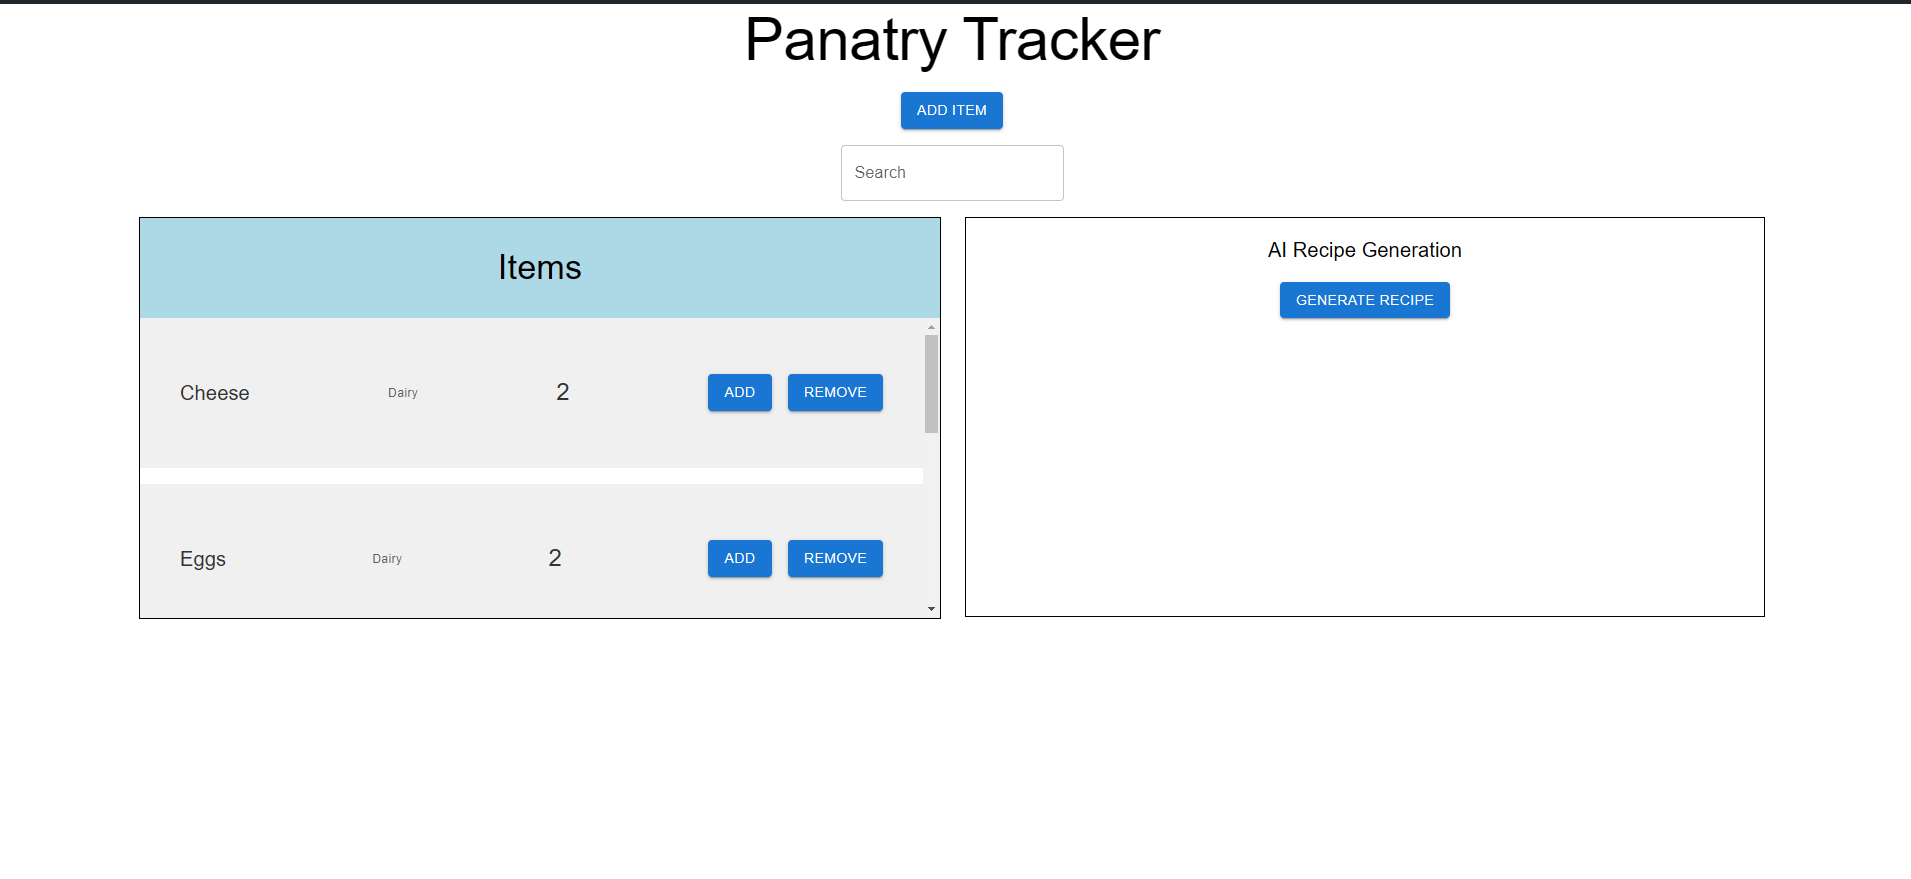 Panatry Tracker
ADD ITEM
Search
Items
Cheese Dairy 2 ADD REMOVE
Eggs Dairy 2 ADD REMOVE
AI Recipe Generation
GENERATE RECIPE